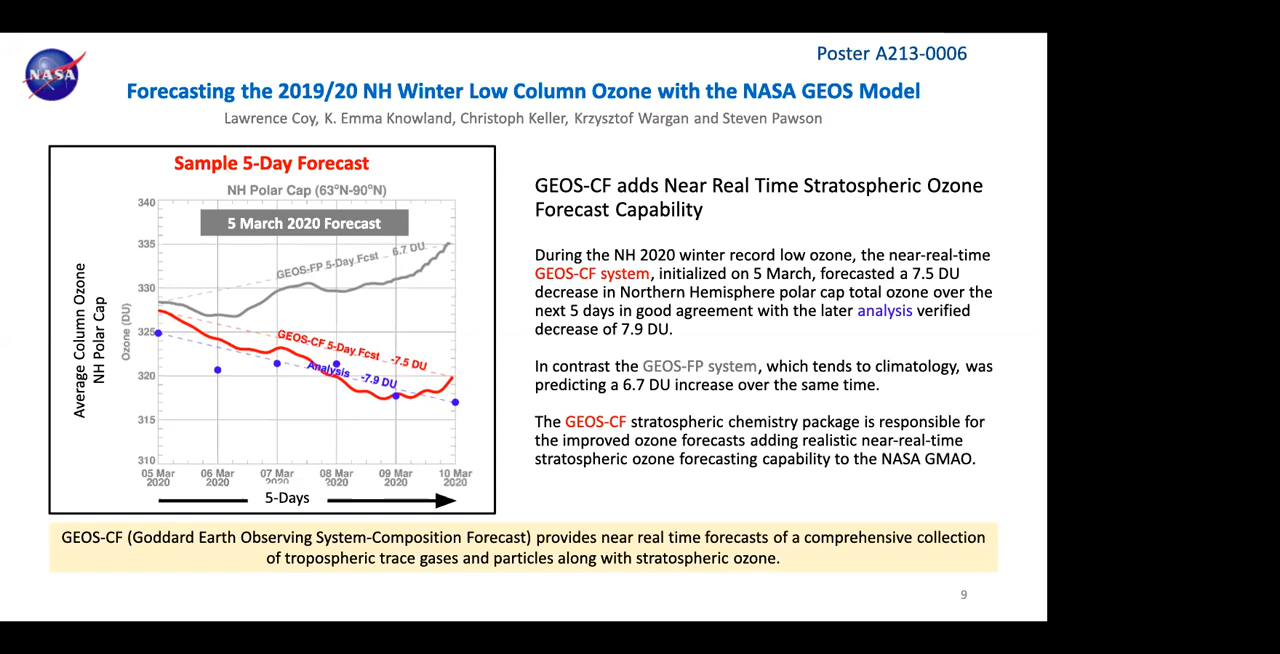 Poster A213-0006
NASA
Forecasting the 2019/20 NH Winter Low Column Ozone with the NASA GEOS Model
Lawrence Coy, K. Emma Knowland, Christoph Keller, Krzysztof Wargan and Steven Pawson
Sample 5-Day Forecast
NH Polar Cap (63°N-90°N)
5 March 2020 Forecast
340
335
330
325
320
315
310
Average Column Ozone
NH Polar Cap
Ozone (DU)
GEOS-FP 5-Day Fcst 6.7 DU
GEOS-CF 5-Day Fcst -7.5 DU
Analysis -7.9 DU
05 Mar 06 Mar 07 Mar 08 Mar 09 Mar 10 Mar
2020 2020 2020 2020 2020 2020
5-Days
GEOS-CF adds Near Real Time Stratospheric Ozone
Forecast Capability
During the NH 2020 winter record low ozone, the near-real-time
GEOS-CF system, initialized on 5 March, forecasted a 7.5 DU
decrease in Northern Hemisphere polar cap total ozone over the
next 5 days in good agreement with the later analysis verified
decrease of 7.9 DU.
In contrast the GEOS-FP system, which tends to climatology, was
predicting a 6.7 DU increase over the same time.
The GEOS-CF stratospheric chemistry package is responsible for
the improved ozone forecasts adding realistic near-real-time
stratospheric ozone forecasting capability to the NASA GMAO.
GEOS-CF (Goddard Earth Observing System-Composition Forecast) provides near real time forecasts of a comprehensive collection
of tropospheric trace gases and particles along with stratospheric ozone.
9